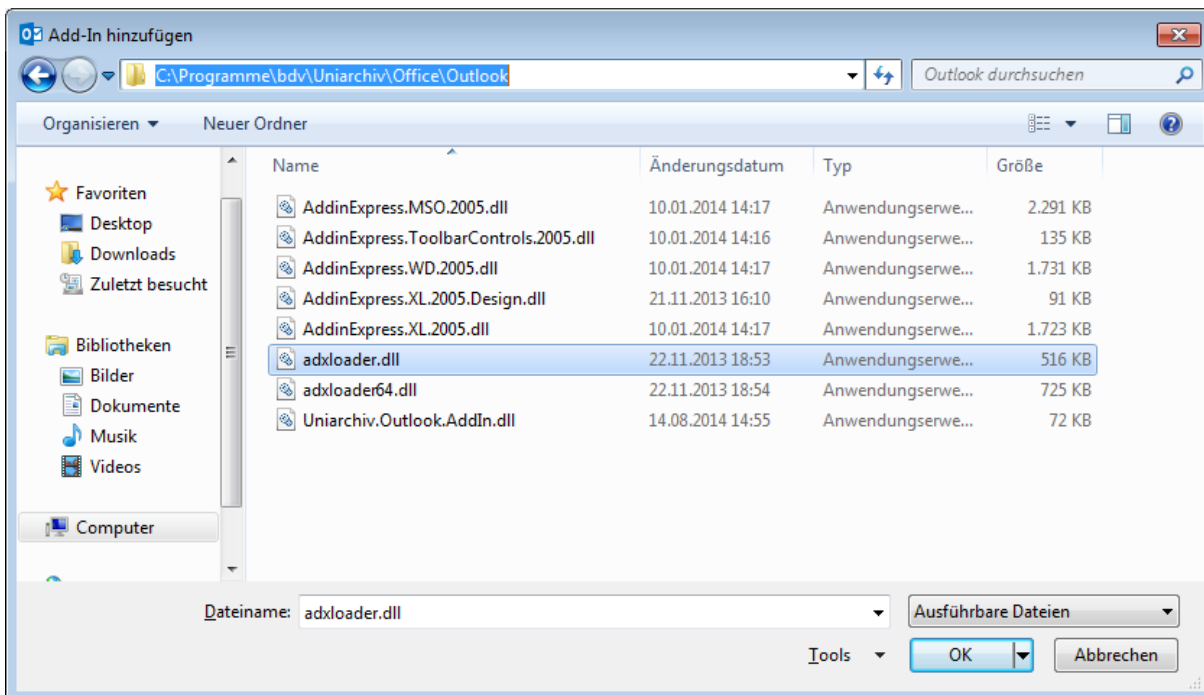 Add-In hinzufügen
C:\Programme\bdv\Uniarchiv\Office\Outlook
Outlook durchsuchen
Organisieren Neuer Ordner
Name Änderungsdatum Typ Größe
Favoriten
Desktop
Downloads
Zuletzt besucht
Bibliotheken
Bilder
Dokumente
Musik
Videos
Computer
AddinExpress.MSO.2005.dll 10.01.2014 14:17 Anwendungserwe... 2.291 KB
AddinExpress.ToolbarControls.2005.dll 10.01.2014 14:16 Anwendungserwe... 135 KB
AddinExpress.WD.2005.dll 10.01.2014 14:17 Anwendungserwe... 1.731 KB
AddinExpress.XL.2005.Design.dll 21.11.2013 16:10 Anwendungserwe... 91 KB
AddinExpress.XL.2005.dll 10.01.2014 14:17 Anwendungserwe... 1.723 KB
adxloader.dll 22.11.2013 18:53 Anwendungserwe... 516 KB
adxloader64.dll 22.11.2013 18:54 Anwendungserwe... 725 KB
Uniarchiv.Outlook.AddIn.dll 14.08.2014 14:55 Anwendungserwe... 72 KB
Dateiname: adxloader.dll
Ausführbare Dateien
Tools OK Abbrechen